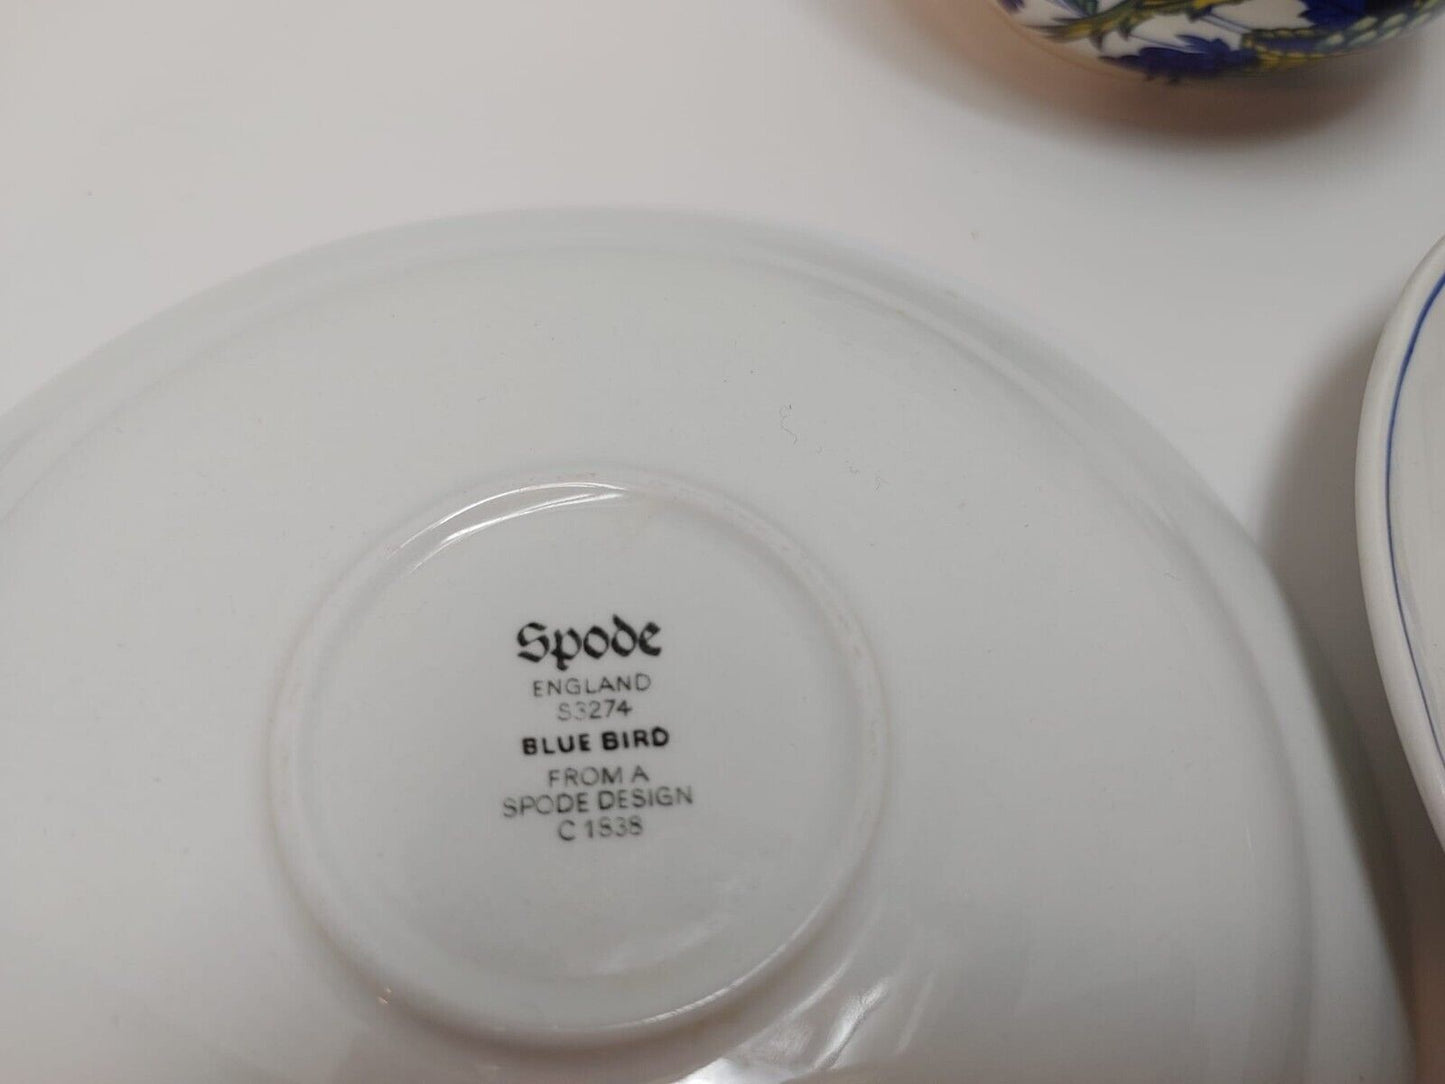 Spode
ENGLAND
S3274
BLUE BIRD
FROM A
SPODE DESIGN
C 1838